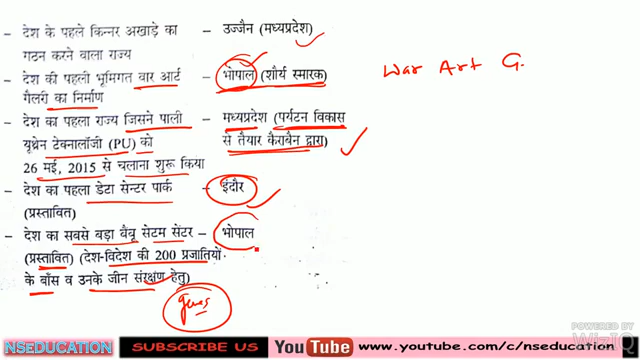 - देश के पहले किन्नर अखाड़े का - उज्जैन (मध्यप्रदेश)
गठन करने वाला राज्य
- देश की पहली भूमिगत वार आर्ट - भोपाल (शौर्य स्मारक)
गैलरी का निर्माण
- देश का पहला राज्य जिसने पाली - मध्यप्रदेश (पर्यटन विकास
यूथ्रेन टेक्नालॉजी (PU) को से तैयार कैराबैन द्वारा)
26 मई, 2015 से चलाना शुरू किया
- देश का पहला डेटा सेन्टर पार्क - इंदौर
(प्रस्तावित)
- देश का सबसे बड़ा बैवू सेटम सेंटर - भोपाल
(प्रस्तावित) (देश-विदेश की 200 प्रजातियों
के बाँस व उनके जीन संरक्षण हेतु)
War Art G.
NSEDUCATION SUBSCRIBE US YouTube http://www.youtube.com/c/nseducation
POWERED BY